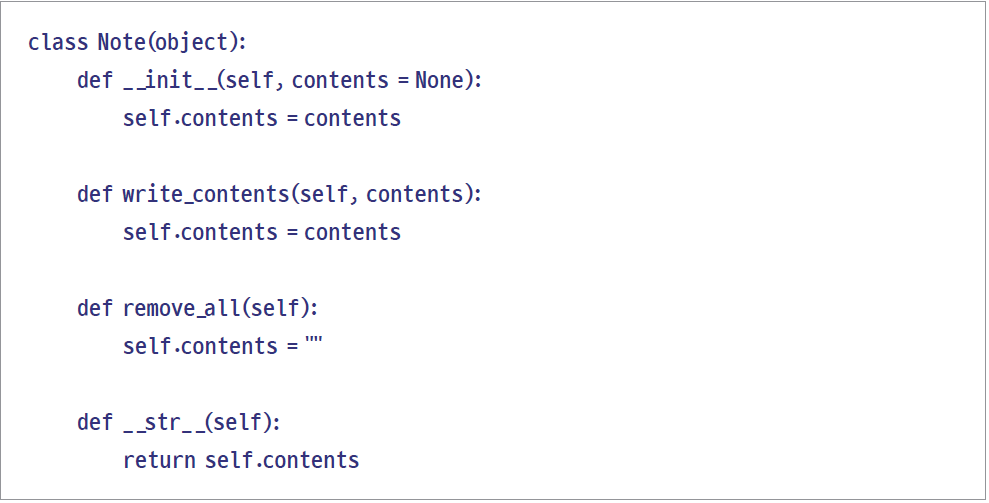 class Note(object):
    def __init__(self, contents = None):
        self.contents = contents
    def write_contents(self, contents):
        self.contents = contents
    def remove_all(self):
        self.contents = ""
    def __str__(self):
        return self.contents